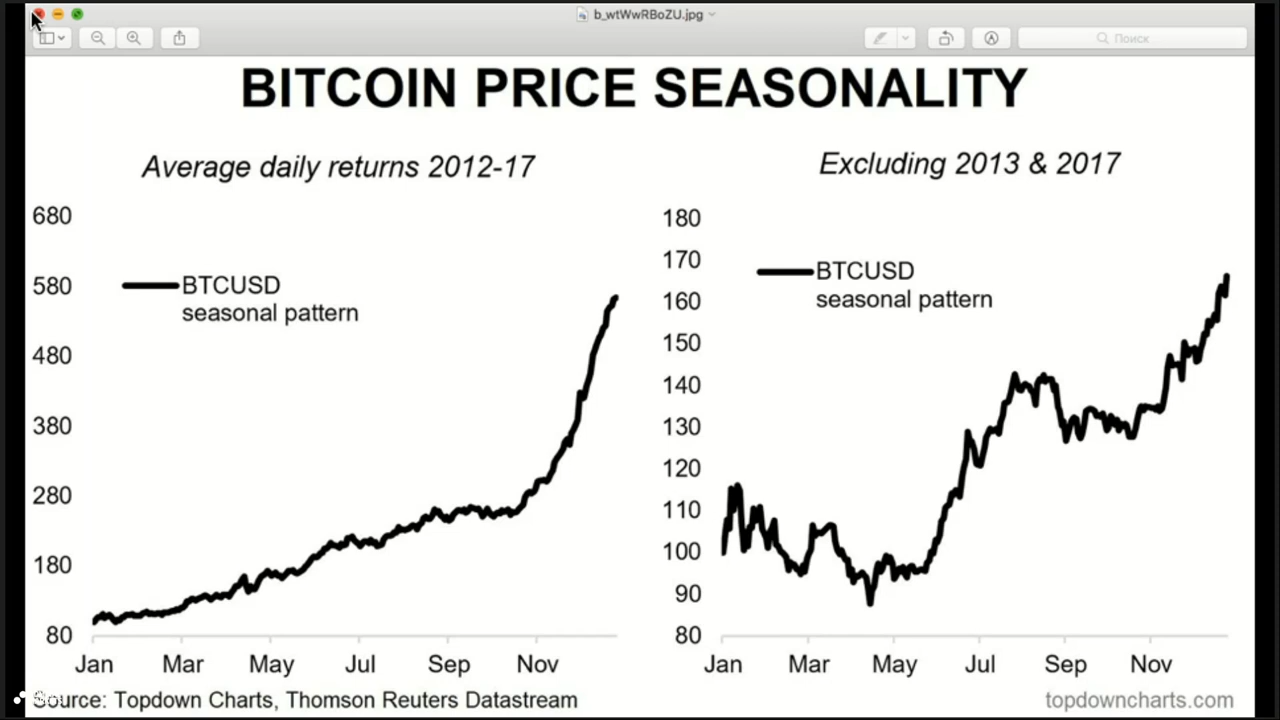 b_wtWwRBoZU.jpg
Поиск
BITCOIN PRICE SEASONALITY
Average daily returns 2012-17
680
580
480
380
280
180
80
BTCUSD
seasonal pattern
Jan Mar May Jul Sep Nov
Excluding 2013 & 2017
180
170
160
150
140
130
120
110
100
90
80
BTCUSD
seasonal pattern
Jan Mar May Jul Sep Nov
Source: Topdown Charts, Thomson Reuters Datastream
topdowncharts.com